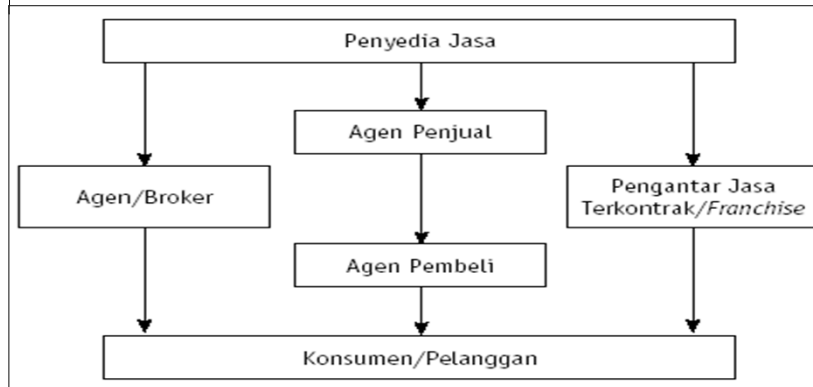 Penyedia Jasa
Agen Penjual
Agen/Broker
Pengantar Jasa
Terkontrak/Franchise
Agen Pembeli
Konsumen/Pelanggan